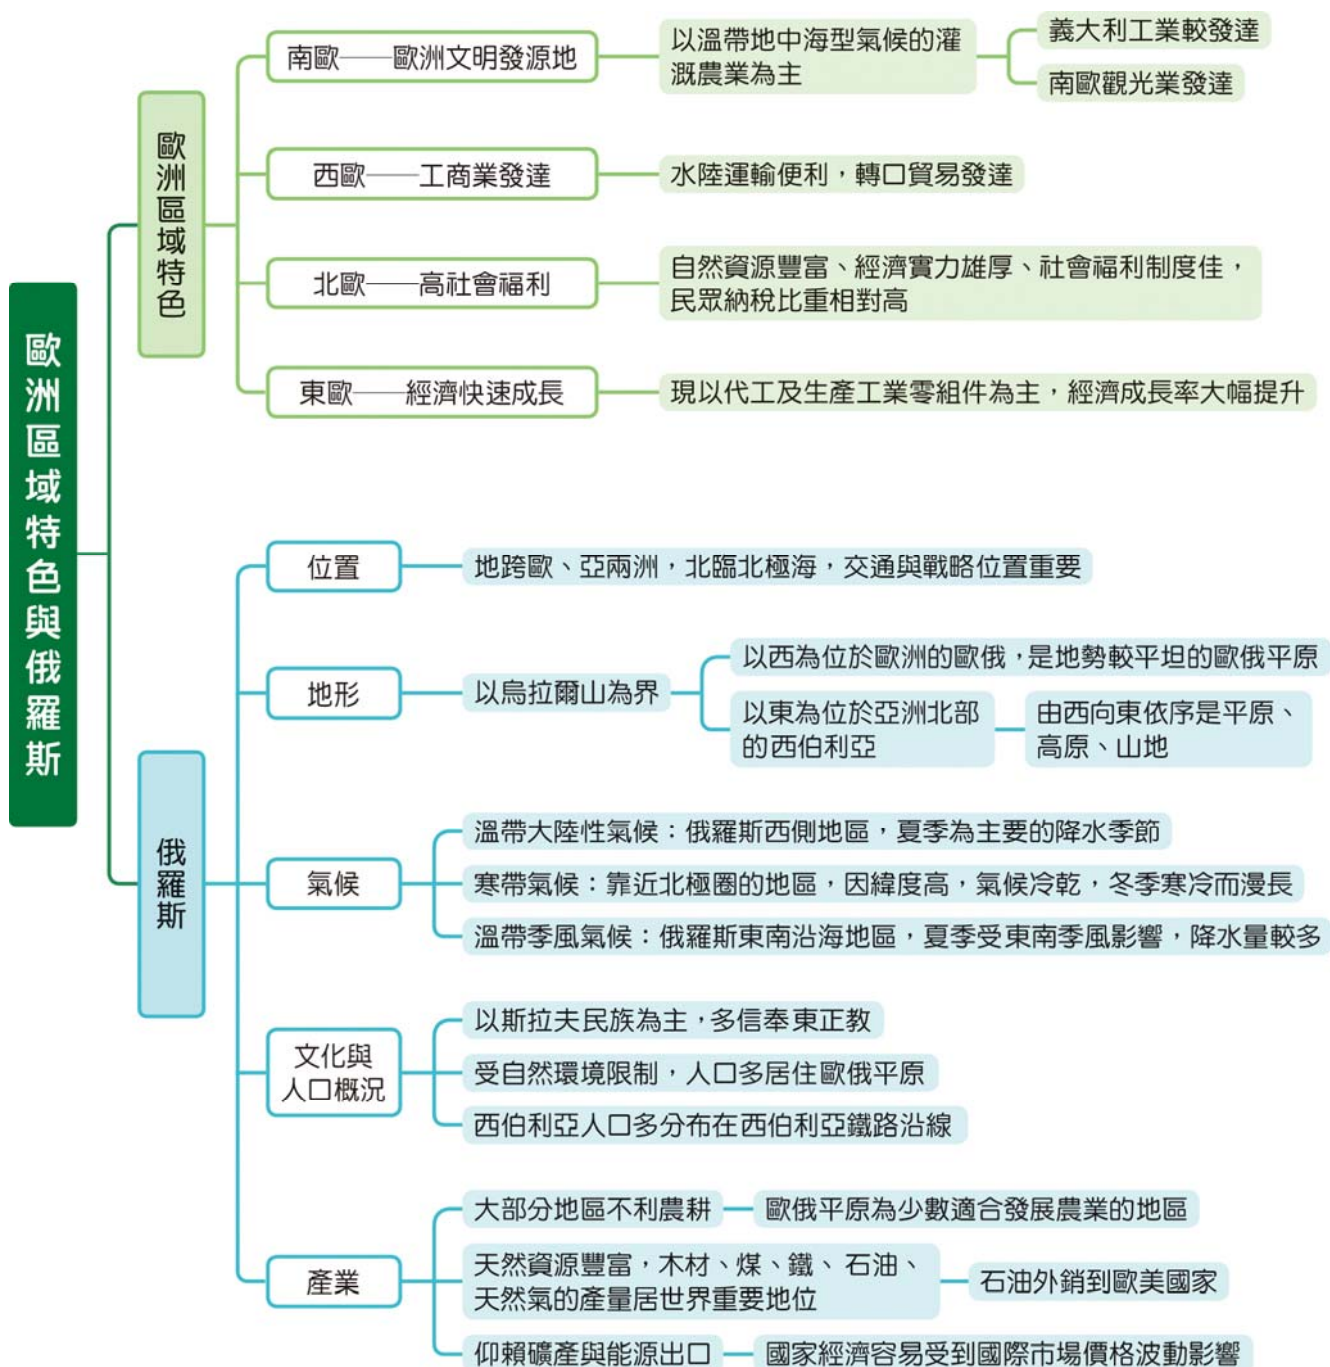 歐洲區域特色與俄羅斯
歐洲區域特色
南歐——歐洲文明發源地
以溫帶地中海型氣候的灌
溉農業為主
義大利工業較發達
南歐觀光業發達
西歐——工商業發達
水陸運輸便利，轉口貿易發達
北歐——高社會福利
自然資源豐富、經濟實力雄厚、社會福利制度佳，
民眾納稅比重相對高
東歐——經濟快速成長
現以代工及生產工業零組件為主，經濟成長率大幅提升
俄羅斯
位置
地跨歐、亞兩洲，北臨北極海，交通與戰略位置重要
地形
以烏拉爾山為界
以西為位於歐洲的歐俄，是地勢較平坦的歐俄平原
以東為位於亞洲北部
的西伯利亞
由西向東依序是平原、
高原、山地
氣候
溫帶大陸性氣候：俄羅斯西側地區，夏季為主要的降水季節
寒帶氣候：靠近北極圈的地區，因緯度高，氣候冷乾，冬季寒冷而漫長
溫帶季風氣候：俄羅斯東南沿海地區，夏季受東南季風影響，降水量較多
文化與
人口概況
以斯拉夫民族為主，多信奉東正教
受自然環境限制，人口多居住歐俄平原
西伯利亞人口多分布在西伯利亞鐵路沿線
產業
大部分地區不利農耕
歐俄平原為少數適合發展農業的地區
天然資源豐富，木材、煤、鐵、石油、
天然氣的產量居世界重要地位
石油外銷到歐美國家
仰賴礦產與能源出口
國家經濟容易受到國際市場價格波動影響